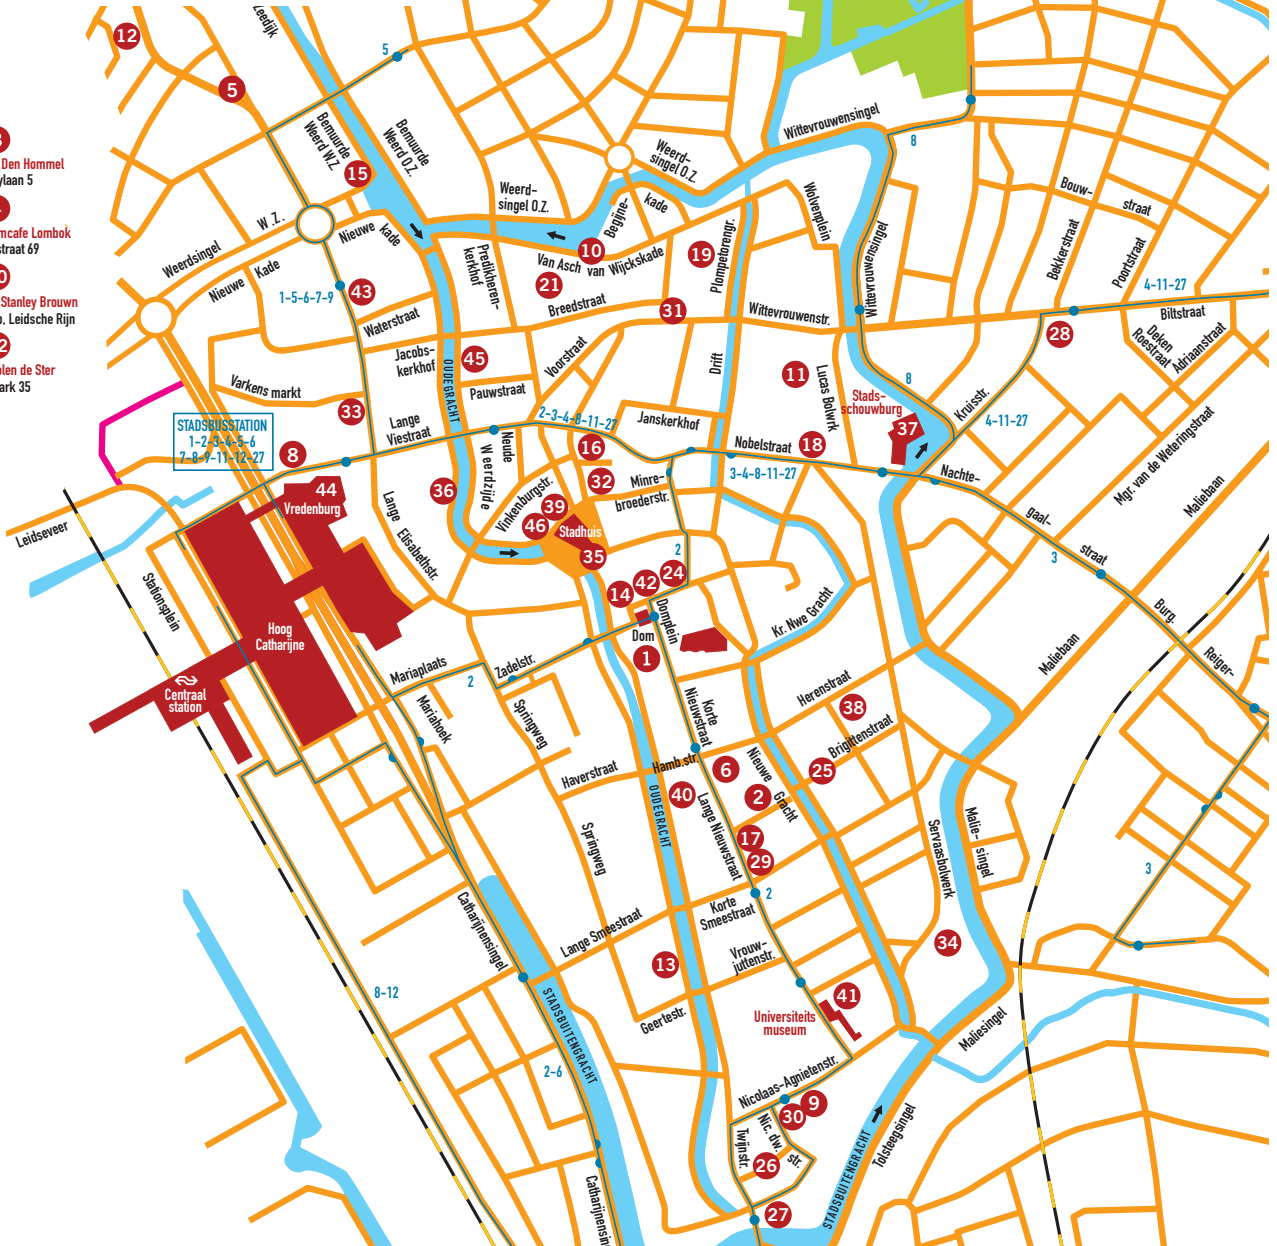 Zeedijk
12
5
5
3
Den Hommel
ylaan 5
mcafe Lombok
straat 69
0
Stanley Brouwn
o, Leidsche Rijn
2
olen de Ster
ark 35
Bemuurde
Weerd W.Z.
Bemuurde
Weerd O.Z.
15
Weerd-
singel O.Z.
Weerd-
singel O.Z.
Wittevrouwensingel
8
W.Z.
Weerdsingel
Nieuwe
kade
Nieuwe
Kade
Begijne-
kade
10
Van Asch van Wijckskade
19
Plompetorengr.
Wolvenplein
Wittevrouwensingel
Bouw-
straat
Bekkerstraat
Poortstraat
4-11-27
Biltstraat
Deken
Roestraat
Adriaanstraat
28
1-5-6-7-9
43
Predikheren-
kerkhof
21
Breedstraat
31
Wittevrouwenstr.
Waterstraat
Jacobs-
kerkhof
45
OUDEGRACHT
Pauwstraat
Voorstraat
Drift
11
Lucas Bolwrk
Stads-
schouwburg
37
8
Kruisstr.
4-11-27
Varkens markt
33
Lange
Viestraat
STADSBUSSTATION
1-2-3-4-5-6
7-8-9-11-12-27
8
2-3-4-8-11-27
Janskerkhof
Nobelstraat
18
3-4-8-11-27
Neude
Weerdzijde
16
32
Minre-
broederstr.
Nachte-
gaal-
straat
3
Mgr. van de Weteringstraat
Maliebaan
44
Vredenburg
36
Vinkenburgstr.
39
46
Stadhuis
35
Lange
Elisabethstr.
Leidseveer
Stationsplein
Hoog
Catharijne
Centraal
station
2
24
42
14
Domplein
Dom
1
Kr. Nwe Gracht
Burg.
Reiger-
Maliebaan
Mariaplaats
2
Zadelstr.
Mariahoek
Springweg
Korte
Nieuwstraat
Herenstraat
38
Brigittenstraat
25
Haverstraat
Hamb.str.
6
40
2
Nieuwe
Gracht
OUDEGRACHT
Lange Nieuwstraat
17
29
Springweg
Servaasbolwerk
Malie-
singel
3
2
Korte
Smeestraat
Catharijnensingel
Lange Smeestraat
Vrouw-
juttenstr.
34
13
8-12
STADSBUITENGRACHT
Geertestr.
Universiteits
museum
41
Maliesingel
2-6
Nicolaas-Agnietenstr.
9
30
Nic. dw.
str.
Twijnstr.
26
27
Tolsteegsingel
STADSBUITENGRACHT
Catharijnensin